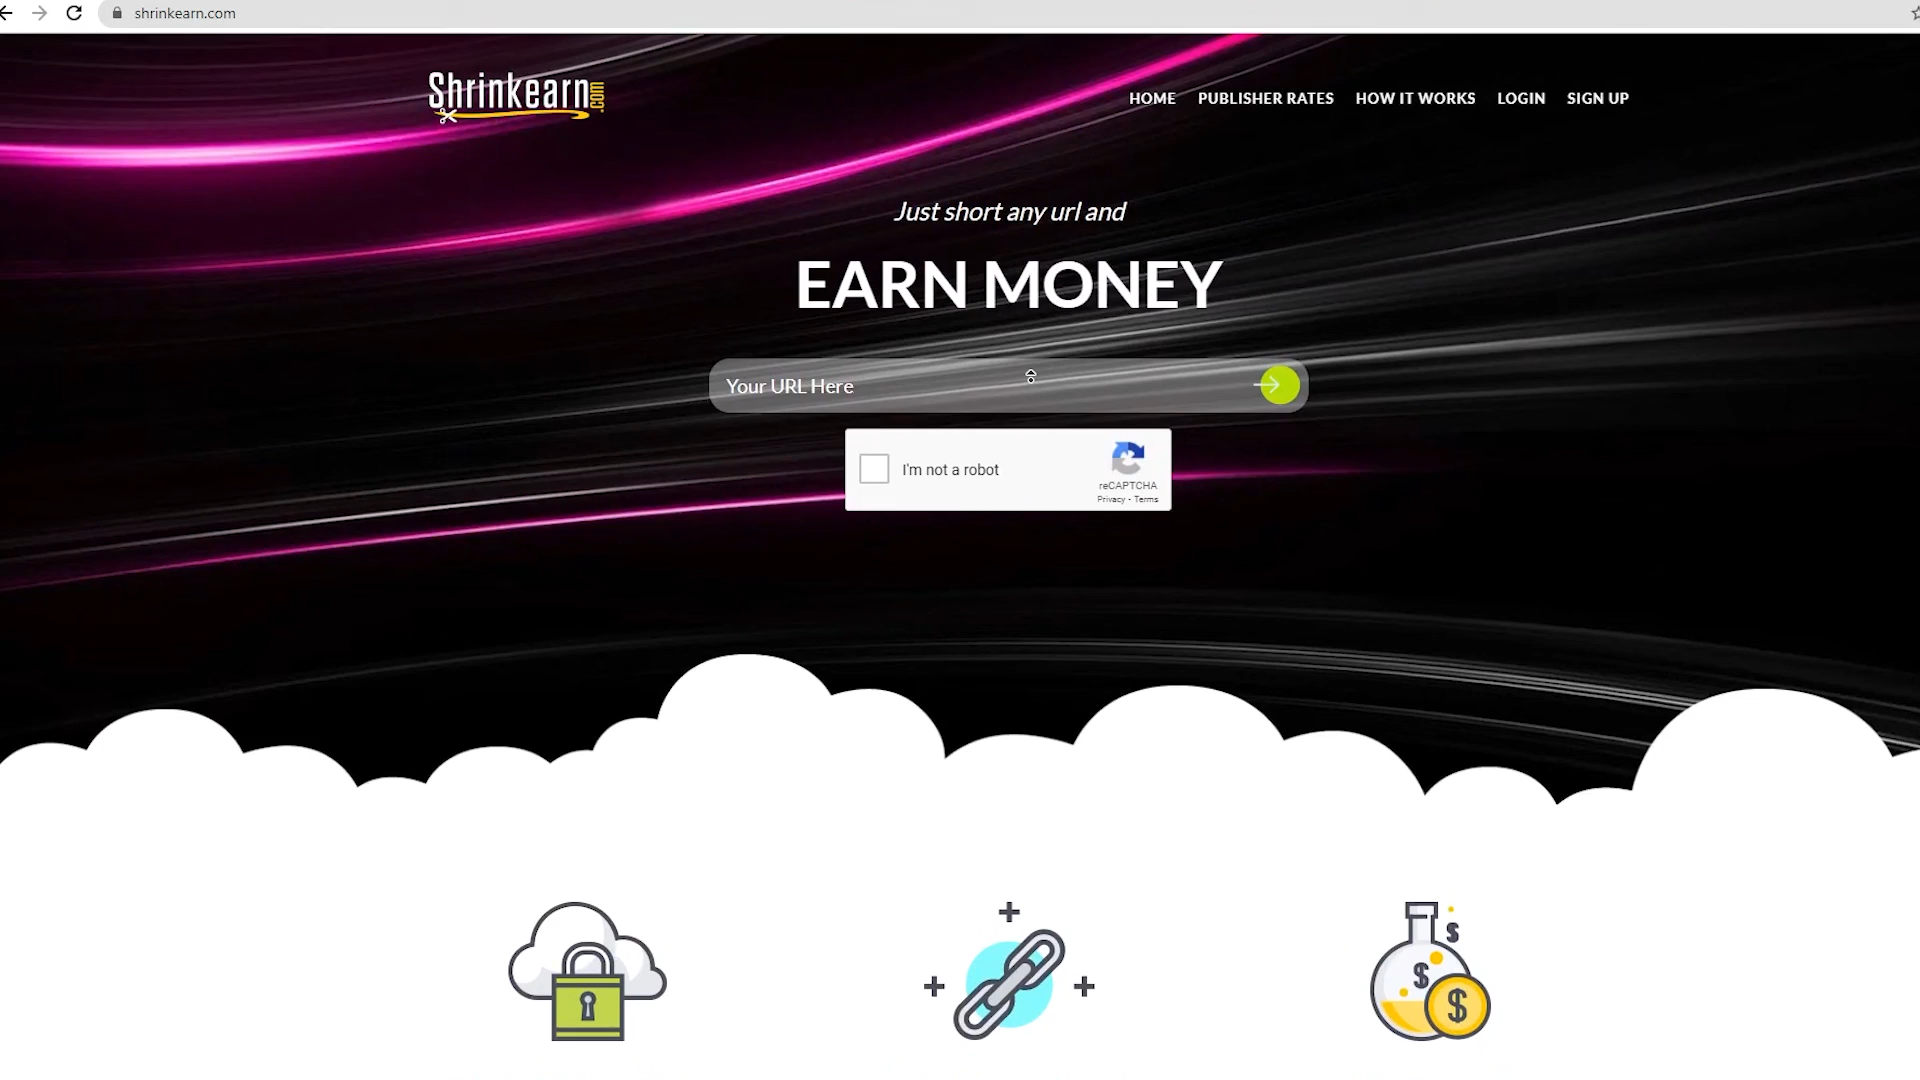 shrinkearn.com
Shrinkearn.com
HOME PUBLISHER RATES HOW IT WORKS LOGIN SIGN UP
Just short any url and
EARN MONEY
Your URL Here
I'm not a robot
reCAPTCHA
Privacy - Terms
$
$
$